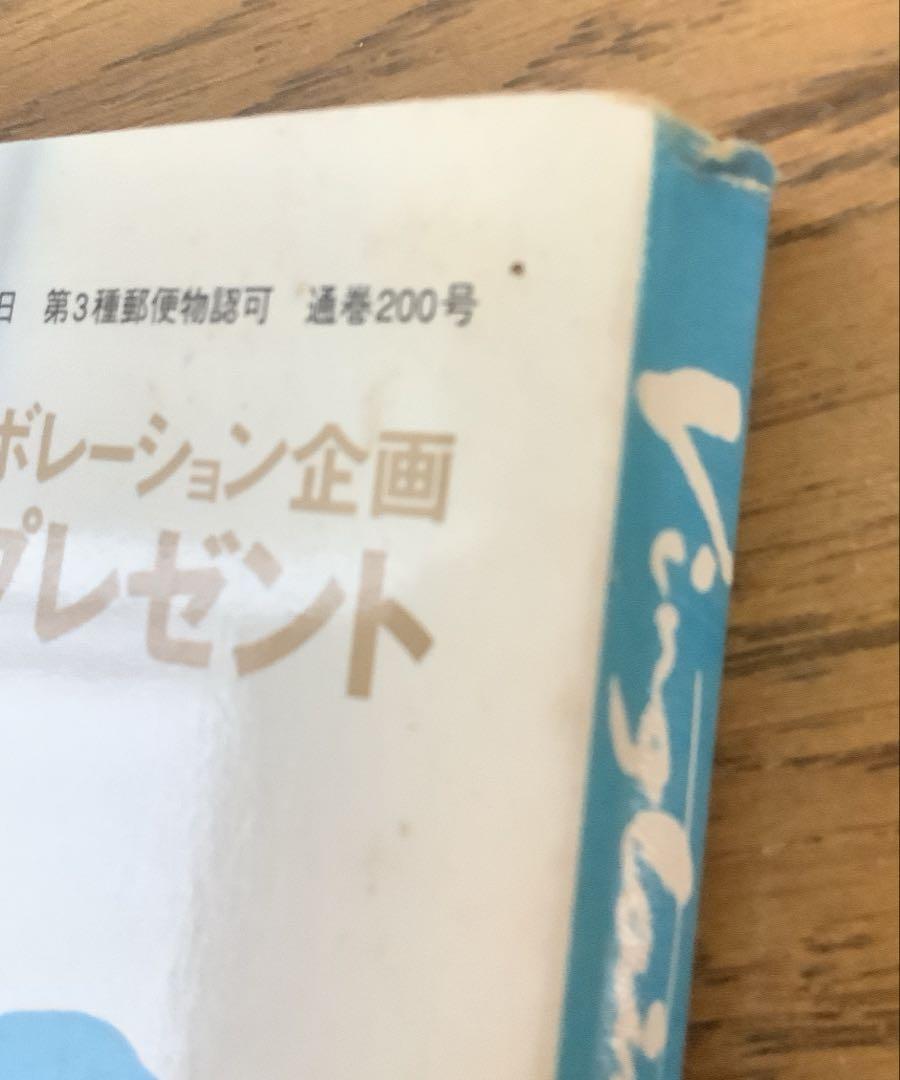 日 第3種郵便物認可 通巻200号
ボレーション企画
プレゼント